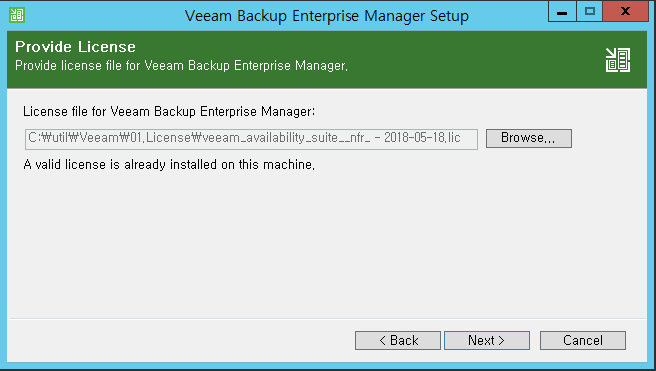 Veeam Backup Enterprise Manager Setup
Provide License
Provide license file for Veeam Backup Enterprise Manager.
License file for Veeam Backup Enterprise Manager:
C:₩util₩Veeam₩01.License₩veeam_availability_suite__nfr_ - 2018-05-18.lic
Browse...
A valid license is already installed on this machine.
< Back
Next >
Cancel